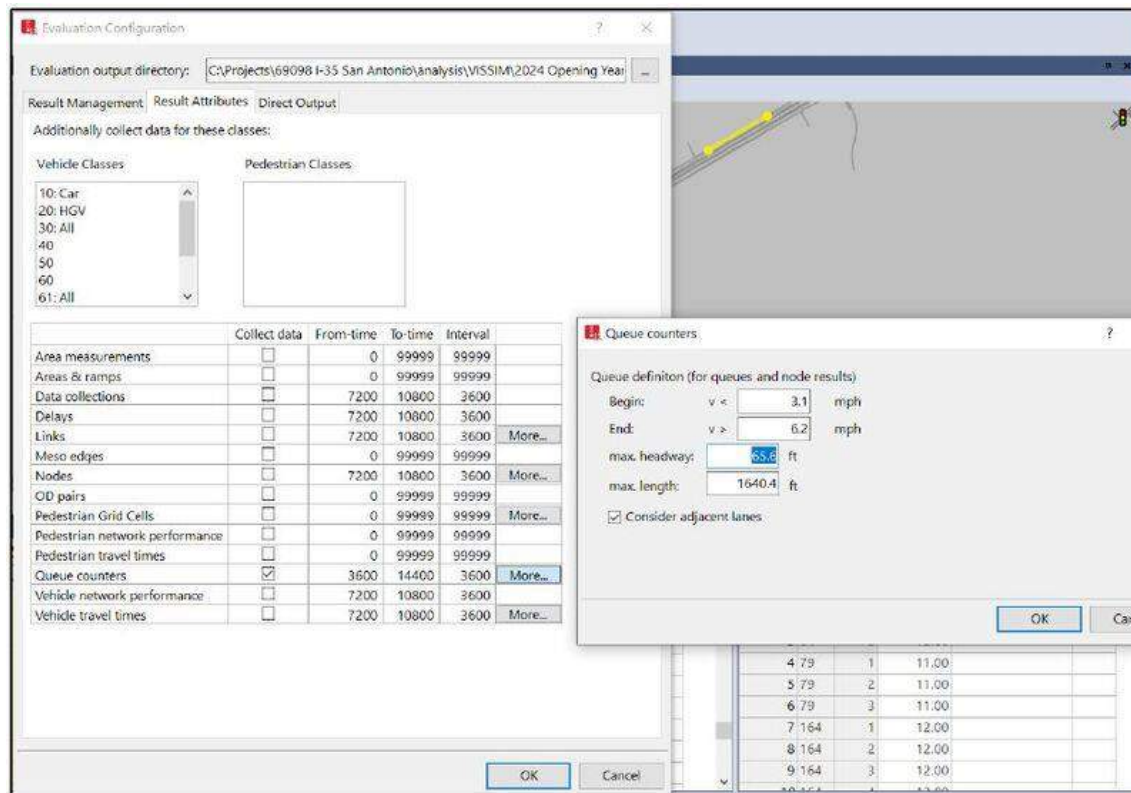 Evaluation Configuration ?
Evaluation output directory: C:\Projects\69098 I-35 San Antonio\analysis\VISSIM\2024 Opening Year ...
Result Management Result Attributes Direct Output
Additionally collect data for these classes:
Vehicle Classes Pedestrian Classes
10: Car
20: HGV
30: All
40
50
60
61: All
Collect data From-time To-time Interval
Area measurements 0 99999 99999
Areas & ramps 0 99999 99999
Data collections 7200 10800 3600
Delays 7200 10800 3600
Links 7200 10800 3600 More...
Meso edges 0 99999 99999
Nodes 7200 10800 3600 More...
OD pairs 0 99999 99999
Pedestrian Grid Cells 0 99999 99999 More...
Pedestrian network performance 0 99999 99999
Pedestrian travel times 0 99999 99999
Queue counters 3600 14400 3600 More...
Vehicle network performance 7200 10800 3600
Vehicle travel times 7200 10800 3600 More...
OK Cancel
Queue counters ?
Queue definiton (for queues and node results)
Begin: v < 3.1 mph
End: v > 6.2 mph
max. headway: 65.6 ft
max. length: 1640.4 ft
Consider adjacent lanes
OK Car
4 79 1 11.00
5 79 2 11.00
6 79 3 11.00
7 164 1 12.00
8 164 2 12.00
9 164 3 12.00